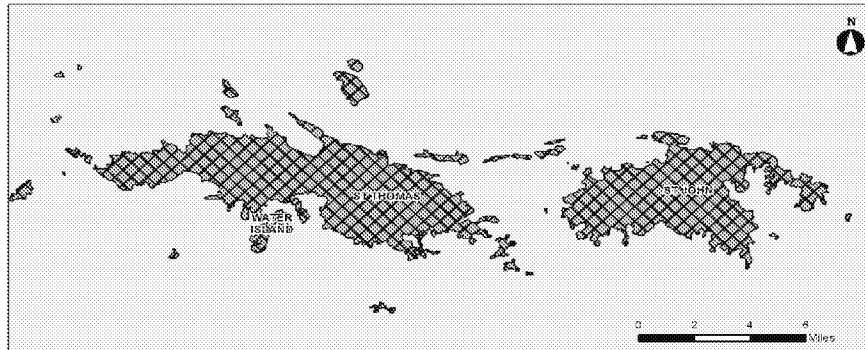 N
ST THOMAS
ST JOHN
WATER
ISLAND
0 2 4 6
Miles